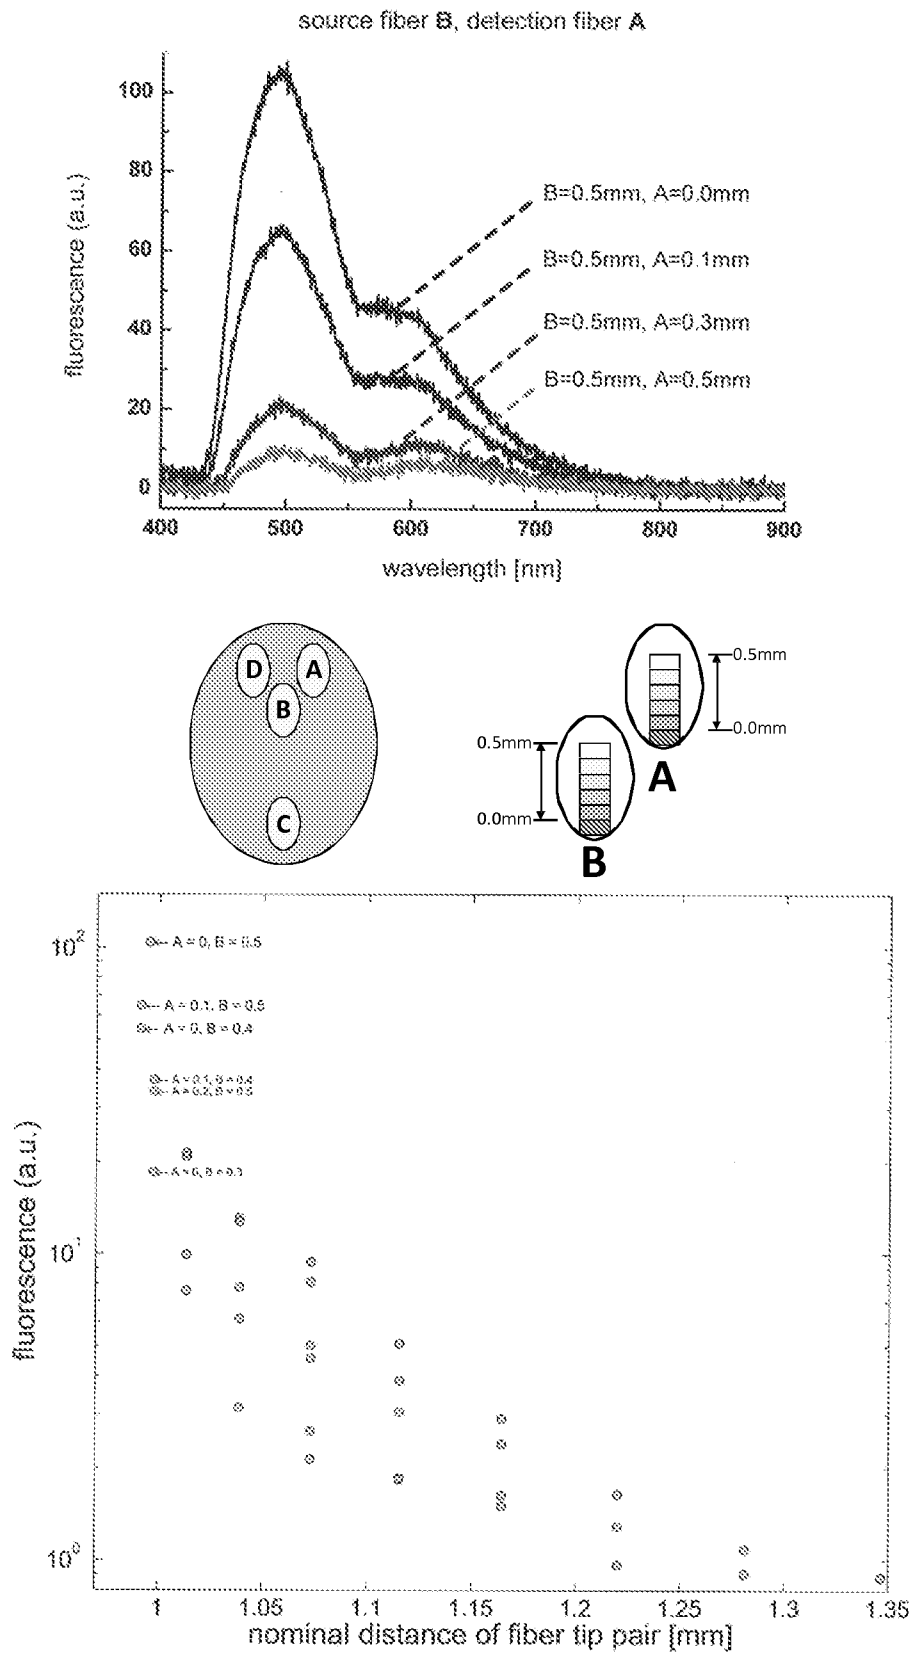 source fiber B, detection fiber A
fluorescence (a.u.)
100
80
60
40
20
0
B=0.5mm, A=0.0mm
B=0.5mm, A=0.1mm
B=0.5mm, A=0.3mm
B=0.5mm, A=0.5mm
400 500 600 700 800 900
wavelength [nm]
D A
B
C
0.5mm
0.0mm
A
0.5mm
0.0mm
B
fluorescence (a.u.)
10²
10¹
10⁰
A = 0, B = 0.5
A = 0.1, B = 0.5
A = 0, B = 0.4
A = 0.1, B = 0.4
A = 0.2, B = 0.5
A = 0, B = 0.3
1 1.05 1.1 1.15 1.2 1.25 1.3 1.35
nominal distance of fiber tip pair [mm]